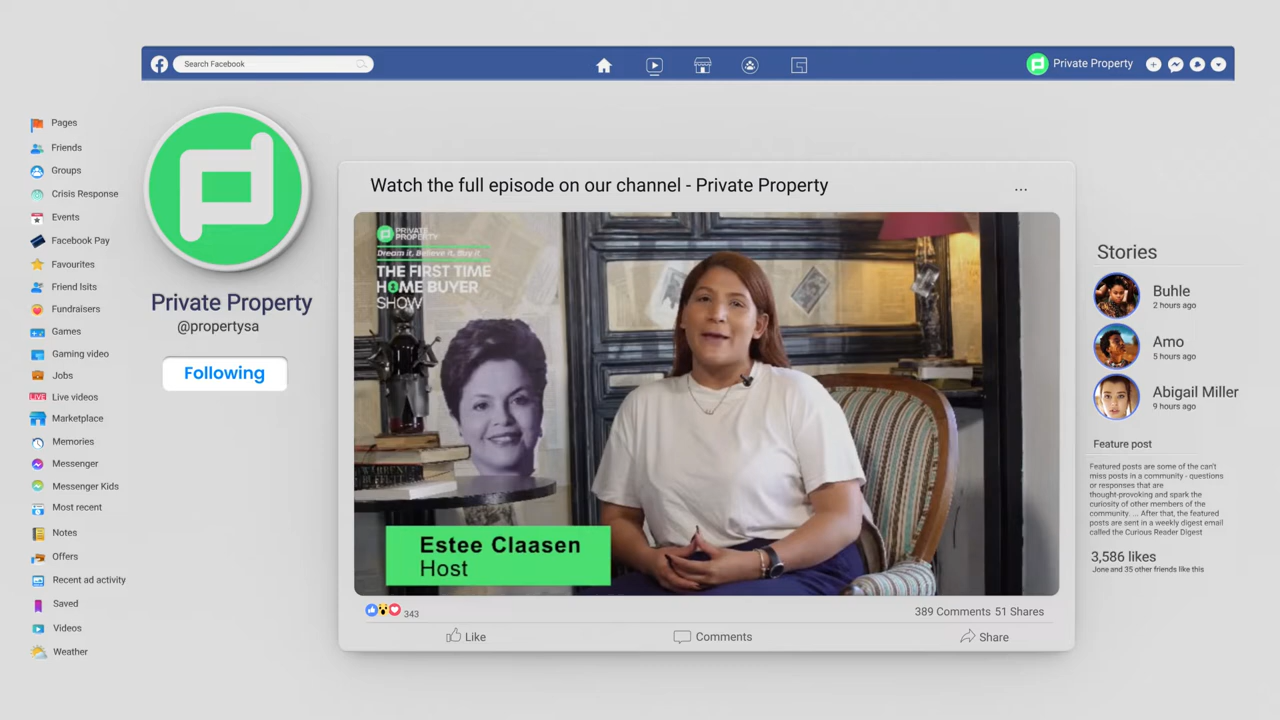 Search Facebook
Private Property
Pages
Friends
Groups
Crisis Response
Events
Facebook Pay
Favourites
Friend lsits
Fundraisers
Games
Gaming video
Jobs
LIVE Live videos
Marketplace
Memories
Messenger
Messenger Kids
Most recent
Notes
Offers
Recent ad activity
Saved
Videos
Weather
Private Property
@propertysa
Following
Watch the full episode on our channel - Private Property
...
PRIVATE
PROPERTY
Dream it. Believe it. Buy it.
THE FIRST TIME
HOME BUYER
SHOW
WARREN
BUFFETT
Estee Claasen
Host
343
389 Comments 51 Shares
Like
Comments
Share
Stories
Buhle
2 hours ago
Amo
5 hours ago
Abigail Miller
9 hours ago
Feature post
Featured posts are some of the can't
miss posts in a community - questions
or responses that are
thought-provoking and spark the
curiosity of other members of the
community. ... After that, the featured
posts are sent in a weekly digest email
called the Curious Reader Digest
3,586 likes
Jone and 35 other friends like this